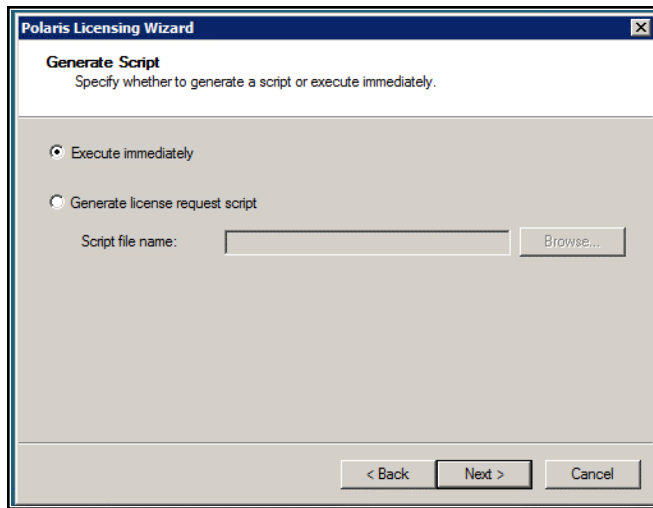 Polaris Licensing Wizard
Generate Script
Specify whether to generate a script or execute immediately.
Execute immediately
Generate license request script
Script file name:
Browse...
< Back
Next >
Cancel